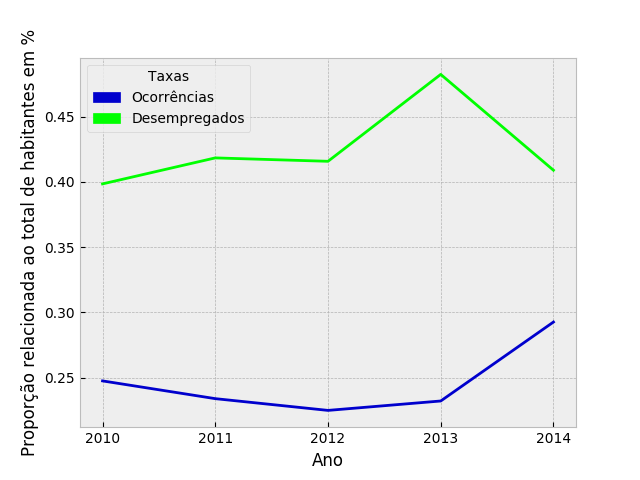 Proporção relacionada ao total de habitantes em %
Taxas
Ocorrências
Desempregados
0.45
0.40
0.35
0.30
0.25
2010 2011 2012 2013 2014
Ano